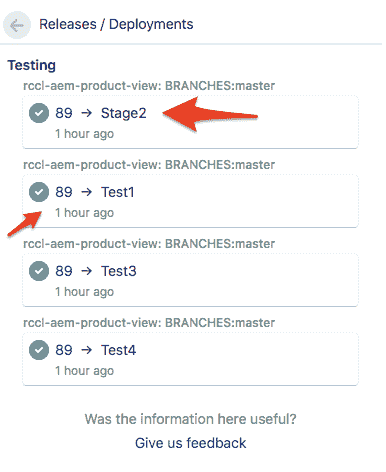 Releases / Deployments
Testing
rccl-aem-product-view: BRANCHES:master
89 → Stage2
1 hour ago
rccl-aem-product-view: BRANCHES:master
89 → Test1
1 hour ago
rccl-aem-product-view: BRANCHES:master
89 → Test3
1 hour ago
rccl-aem-product-view: BRANCHES:master
89 → Test4
1 hour ago
Was the information here useful?
Give us feedback